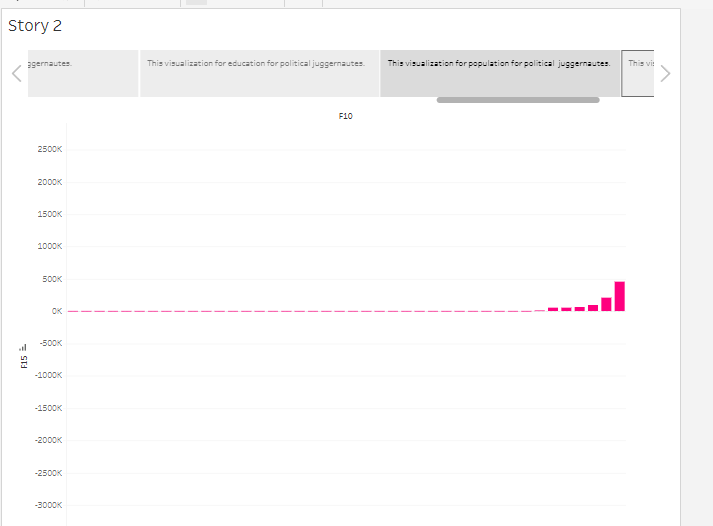 Story 2
ggernautes.
This visualization for education for political juggernautes.
This visualization for population for political juggernautes.
This vis
F10
2500K
2000K
1500K
1000K
500K
0K
-500K
-1000K
-1500K
-2000K
-2500K
-3000K
F15